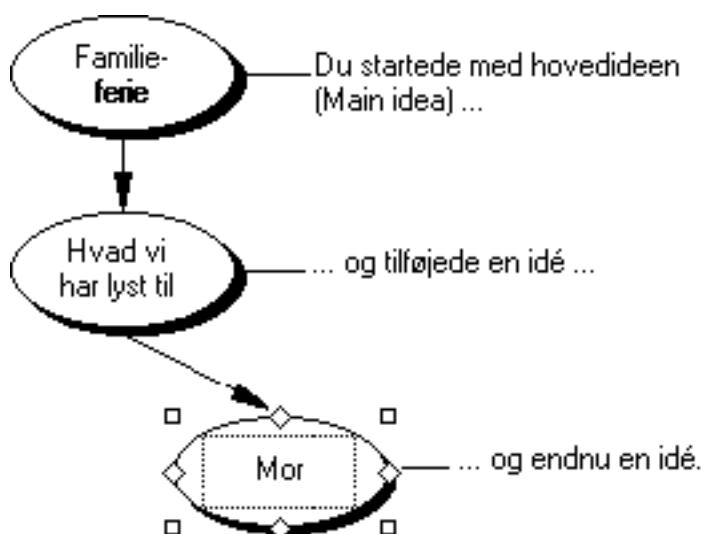 Familie-
ferie
Du startede med hovedideen
(Main idea) ...
Hvad vi
har lyst til
... og tilføjede en idé ...
Mor
... og endnu en idé.